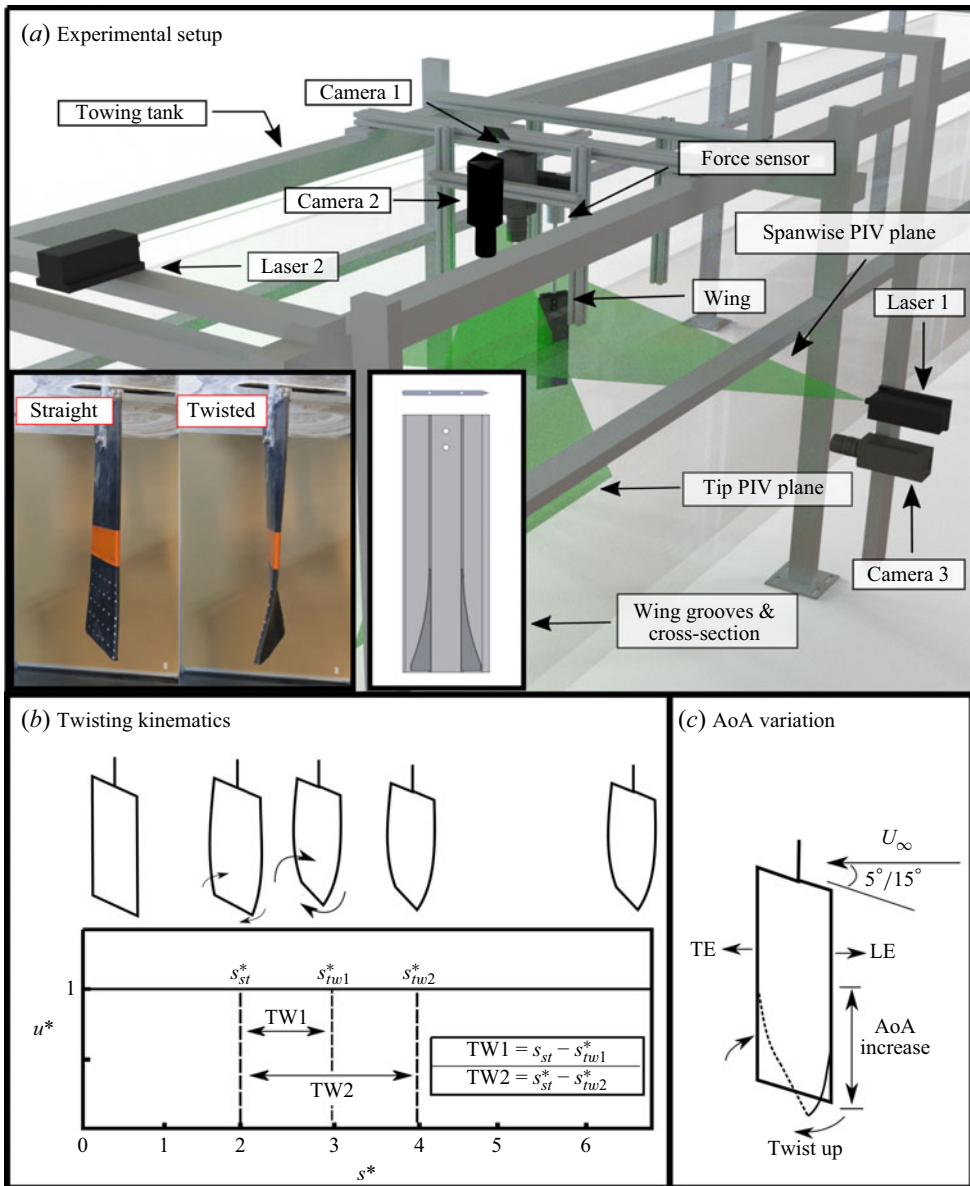 (a) Experimental setup
Camera 1
Towing tank
Force sensor
Camera 2
Spanwise PIV plane
Laser 2
Wing
Laser 1
Straight
Twisted
Tip PIV plane
Camera 3
Wing grooves &
cross-section
(b) Twisting kinematics
s*st
s*tw1
s*tw2
1
u*
TW1
TW2
TW1 = sst − s*tw1
TW2 = s*st − s*tw2
0 1 2 3 4 5 6
s*
(c) AoA variation
U∞
5°/15°
TE
LE
AoA
increase
Twist up